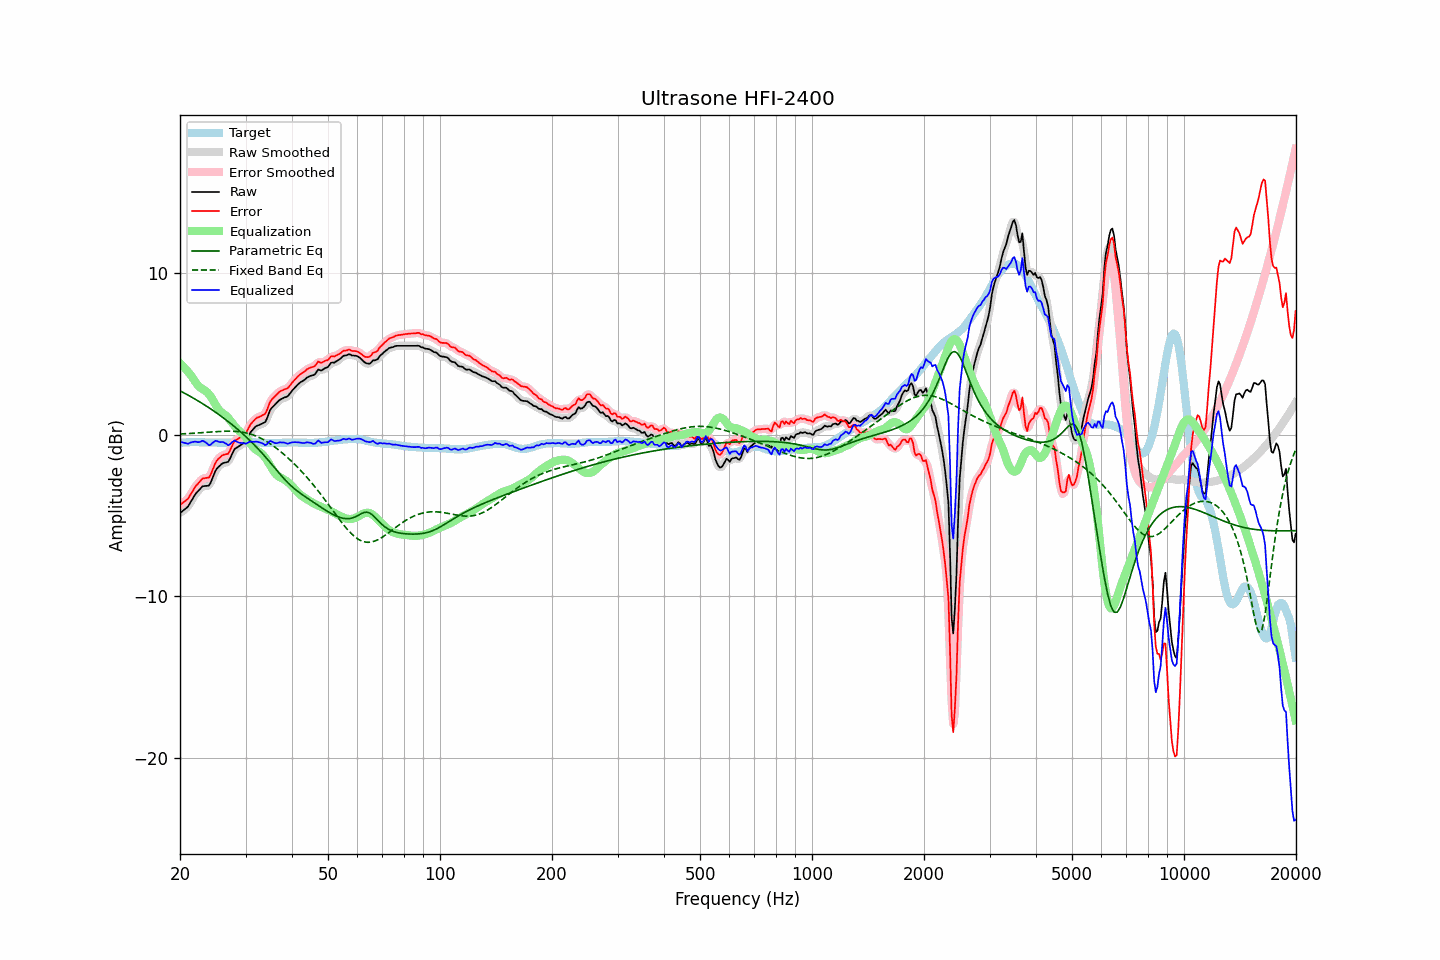 Ultrasone HFI-2400
Target
Raw Smoothed
Error Smoothed
Raw
Error
Equalization
Parametric Eq
Fixed Band Eq
Equalized
10
0
−10
−20
Amplitude (dBr)
20 50 100 200 500 1000 2000 5000 10000 20000
Frequency (Hz)